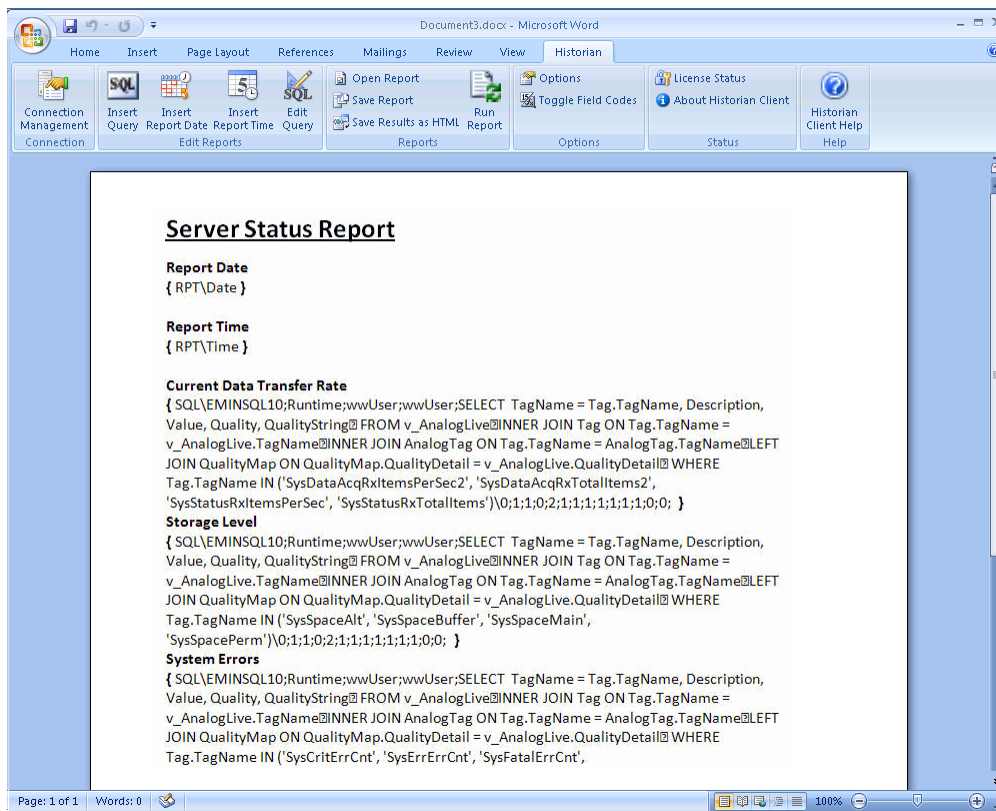 Document3.docx - Microsoft Word
Home Insert Page Layout References Mailings Review View Historian
Connection Management
Connection
SQL
Insert Query
Insert Report Date
5
Insert Report Time
SQL
Edit Query
Edit Reports
Open Report
Save Report
Save Results as HTML
Run Report
Reports
Options
Toggle Field Codes
Options
License Status
About Historian Client
Status
Historian Client Help
Help
Server Status Report
Report Date
{ RPT\Date }
Report Time
{ RPT\Time }
Current Data Transfer Rate
{ SQL\EMINSQL10;Runtime;wwUser;wwUser;SELECT TagName = Tag.TagName, Description,
Value, Quality, QualityString⍰ FROM v_AnalogLive⍰INNER JOIN Tag ON Tag.TagName =
v_AnalogLive.TagName⍰INNER JOIN AnalogTag ON Tag.TagName = AnalogTag.TagName⍰LEFT
JOIN QualityMap ON QualityMap.QualityDetail = v_AnalogLive.QualityDetail⍰ WHERE
Tag.TagName IN ('SysDataAcqRxItemsPerSec2', 'SysDataAcqRxTotalItems2',
'SysStatusRxItemsPerSec', 'SysStatusRxTotalItems')\0;1;1;0;2;1;1;1;1;1;1;1;0;0; }
Storage Level
{ SQL\EMINSQL10;Runtime;wwUser;wwUser;SELECT TagName = Tag.TagName, Description,
Value, Quality, QualityString⍰ FROM v_AnalogLive⍰INNER JOIN Tag ON Tag.TagName =
v_AnalogLive.TagName⍰INNER JOIN AnalogTag ON Tag.TagName = AnalogTag.TagName⍰LEFT
JOIN QualityMap ON QualityMap.QualityDetail = v_AnalogLive.QualityDetail⍰ WHERE
Tag.TagName IN ('SysSpaceAlt', 'SysSpaceBuffer', 'SysSpaceMain',
'SysSpacePerm')\0;1;1;0;2;1;1;1;1;1;1;1;0;0; }
System Errors
{ SQL\EMINSQL10;Runtime;wwUser;wwUser;SELECT TagName = Tag.TagName, Description,
Value, Quality, QualityString⍰ FROM v_AnalogLive⍰INNER JOIN Tag ON Tag.TagName =
v_AnalogLive.TagName⍰INNER JOIN AnalogTag ON Tag.TagName = AnalogTag.TagName⍰LEFT
JOIN QualityMap ON QualityMap.QualityDetail = v_AnalogLive.QualityDetail⍰ WHERE
Tag.TagName IN ('SysCritErrCnt', 'SysErrErrCnt', 'SysFatalErrCnt',
Page: 1 of 1 Words: 0 100%